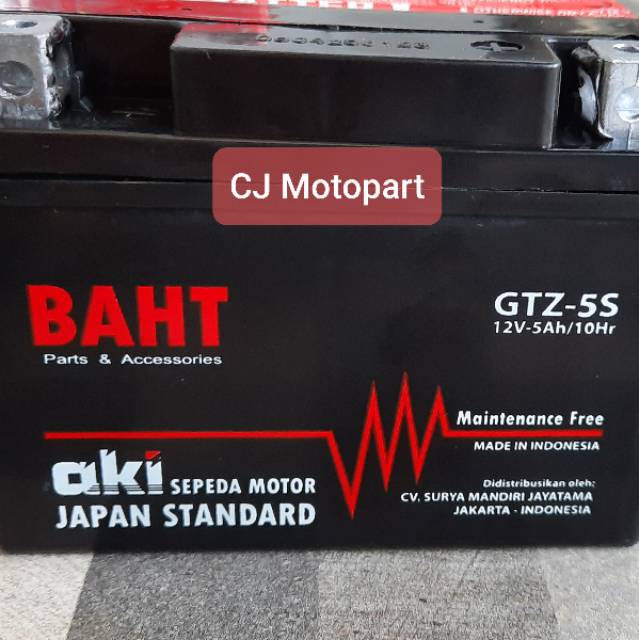 OTHERWISE
CJ Motopart
BAHT
Parts & Accessories
GTZ-5S
12V-5Ah/10Hr
Maintenance Free
MADE IN INDONESIA
aki SEPEDA MOTOR
JAPAN STANDARD
Didistribusikan oleh:
CV. SURYA MANDIRI JAYATAMA
JAKARTA - INDONESIA